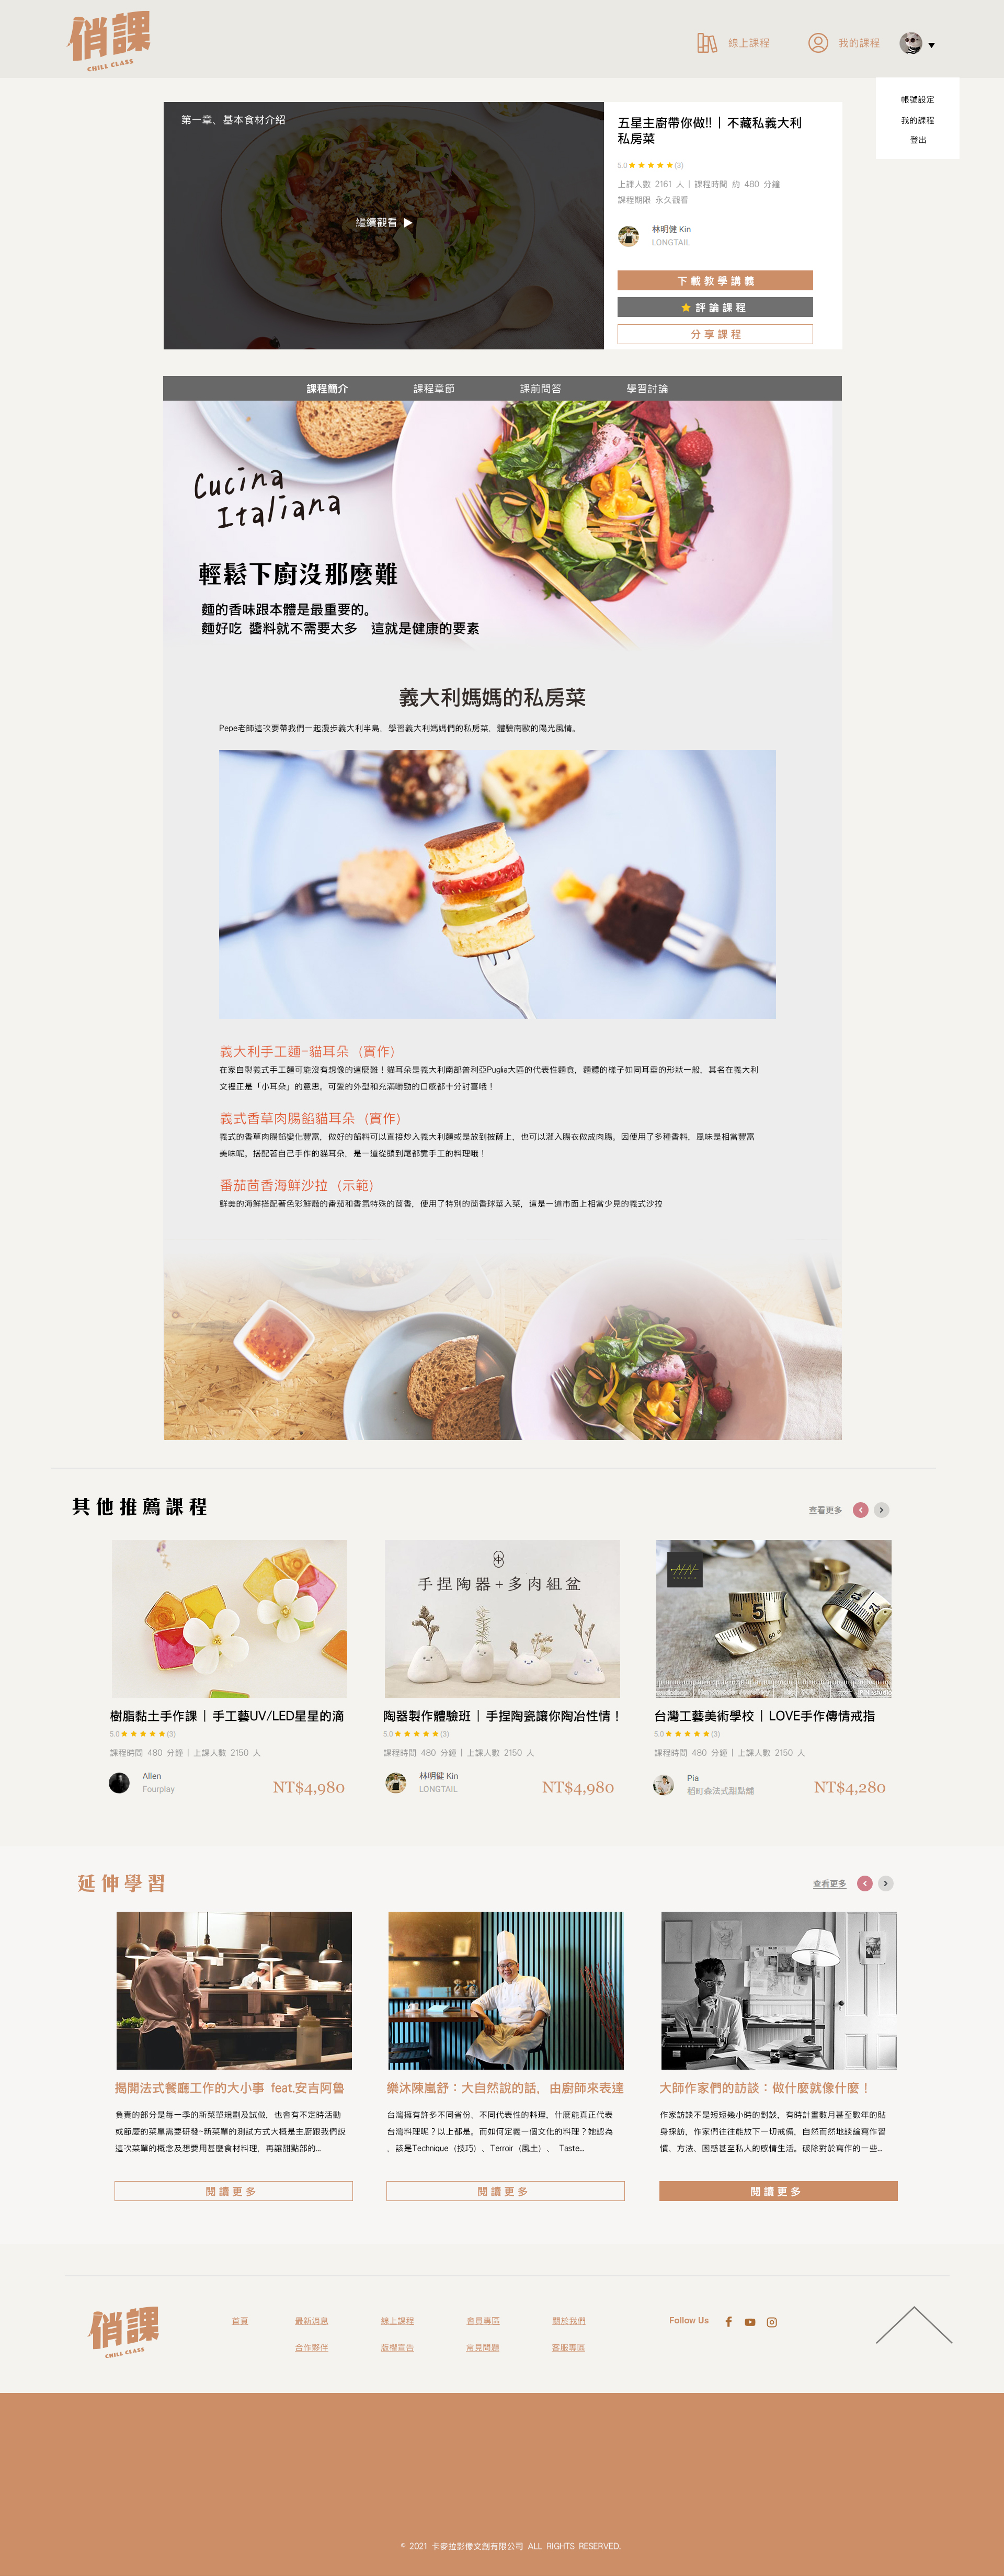 俏課
CHILL CLASS
線上課程
我的課程
帳號設定
我的課程
登出
第一章、基本食材介紹
繼續觀看
五星主廚帶你做!! | 不藏私義大利
私房菜
5.0 (3)
上課人數 2161 人 | 課程時間 約 480 分鐘
課程期限 永久觀看
林明健 Kin
LONGTAIL
下載教學講義
評論課程
分享課程
課程簡介
課程章節
課前問答
學習討論
Cucina
Italiana
輕鬆下廚沒那麼難
麵的香味跟本體是最重要的。
麵好吃 醬料就不需要太多 這就是健康的要素
義大利媽媽的私房菜
Pepe老師這次要帶我們一起漫步義大利半島，學習義大利媽媽們的私房菜，體驗南歐的陽光風情。
義大利手工麵-貓耳朵（實作）
在家自製義式手工麵可能沒有想像的這麼難！貓耳朵是義大利南部普利亞Puglia大區的代表性麵食，麵體的樣子如同耳垂的形狀一般，其名在義大利
文裡正是「小耳朵」的意思。可愛的外型和充滿嚼勁的口感都十分討喜哦！
義式香草肉腸餡貓耳朵（實作）
義式的香草肉腸餡變化豐富，做好的餡料可以直接炒入義大利麵或是放到披薩上，也可以灌入腸衣做成肉腸。因使用了多種香料，風味是相當豐富
美味呢。搭配著自己手作的貓耳朵，是一道從頭到尾都靠手工的料理哦！
番茄茴香海鮮沙拉（示範）
鮮美的海鮮搭配著色彩鮮豔的番茄和香氣特殊的茴香，使用了特別的茴香球莖入菜，這是一道市面上相當少見的義式沙拉
其他推薦課程
查看更多
手捏陶器+多肉組盆
樹脂黏土手作課 | 手工藝UV/LED星星的滴
5.0 (3)
課程時間 480 分鐘 | 上課人數 2150 人
Allen
Fourplay
NT$4,980
陶器製作體驗班 | 手捏陶瓷讓你陶冶性情！
5.0 (3)
課程時間 480 分鐘 | 上課人數 2150 人
林明健 Kin
LONGTAIL
NT$4,980
台灣工藝美術學校 | LOVE手作傳情戒指
5.0 (3)
課程時間 480 分鐘 | 上課人數 2150 人
Pia
稻町森法式甜點舖
NT$4,280
延伸學習
查看更多
揭開法式餐廳工作的大小事 feat.安吉阿魯
負責的部分是每一季的新菜單規劃及試做，也會有不定時活動
或節慶的菜單需要研發~新菜單的測試方式大概是主廚跟我們說
這次菜單的概念及想要用甚麼食材料理，再讓甜點部的...
閱讀更多
樂沐陳嵐舒：大自然說的話，由廚師來表達
台灣擁有許多不同省份、不同代表性的料理，什麼能真正代表
台灣料理呢？以上都是。而如何定義一個文化的料理？她認為
，該是Technique（技巧）、Terroir（風土）、 Taste...
閱讀更多
大師作家們的訪談：做什麼就像什麼！
作家訪談不是短短幾小時的對談，有時計畫數月甚至數年的貼
身採訪，作家們往往能放下一切戒備，自然而然地談論寫作習
慣、方法、困惑甚至私人的感情生活。破除對於寫作的一些...
閱讀更多
俏課
CHILL CLASS
首頁
最新消息
線上課程
會員專區
關於我們
合作夥伴
版權宣告
常見問題
客服專區
Follow Us
© 2021 卡麥拉影像文創有限公司 ALL RIGHTS RESERVED.